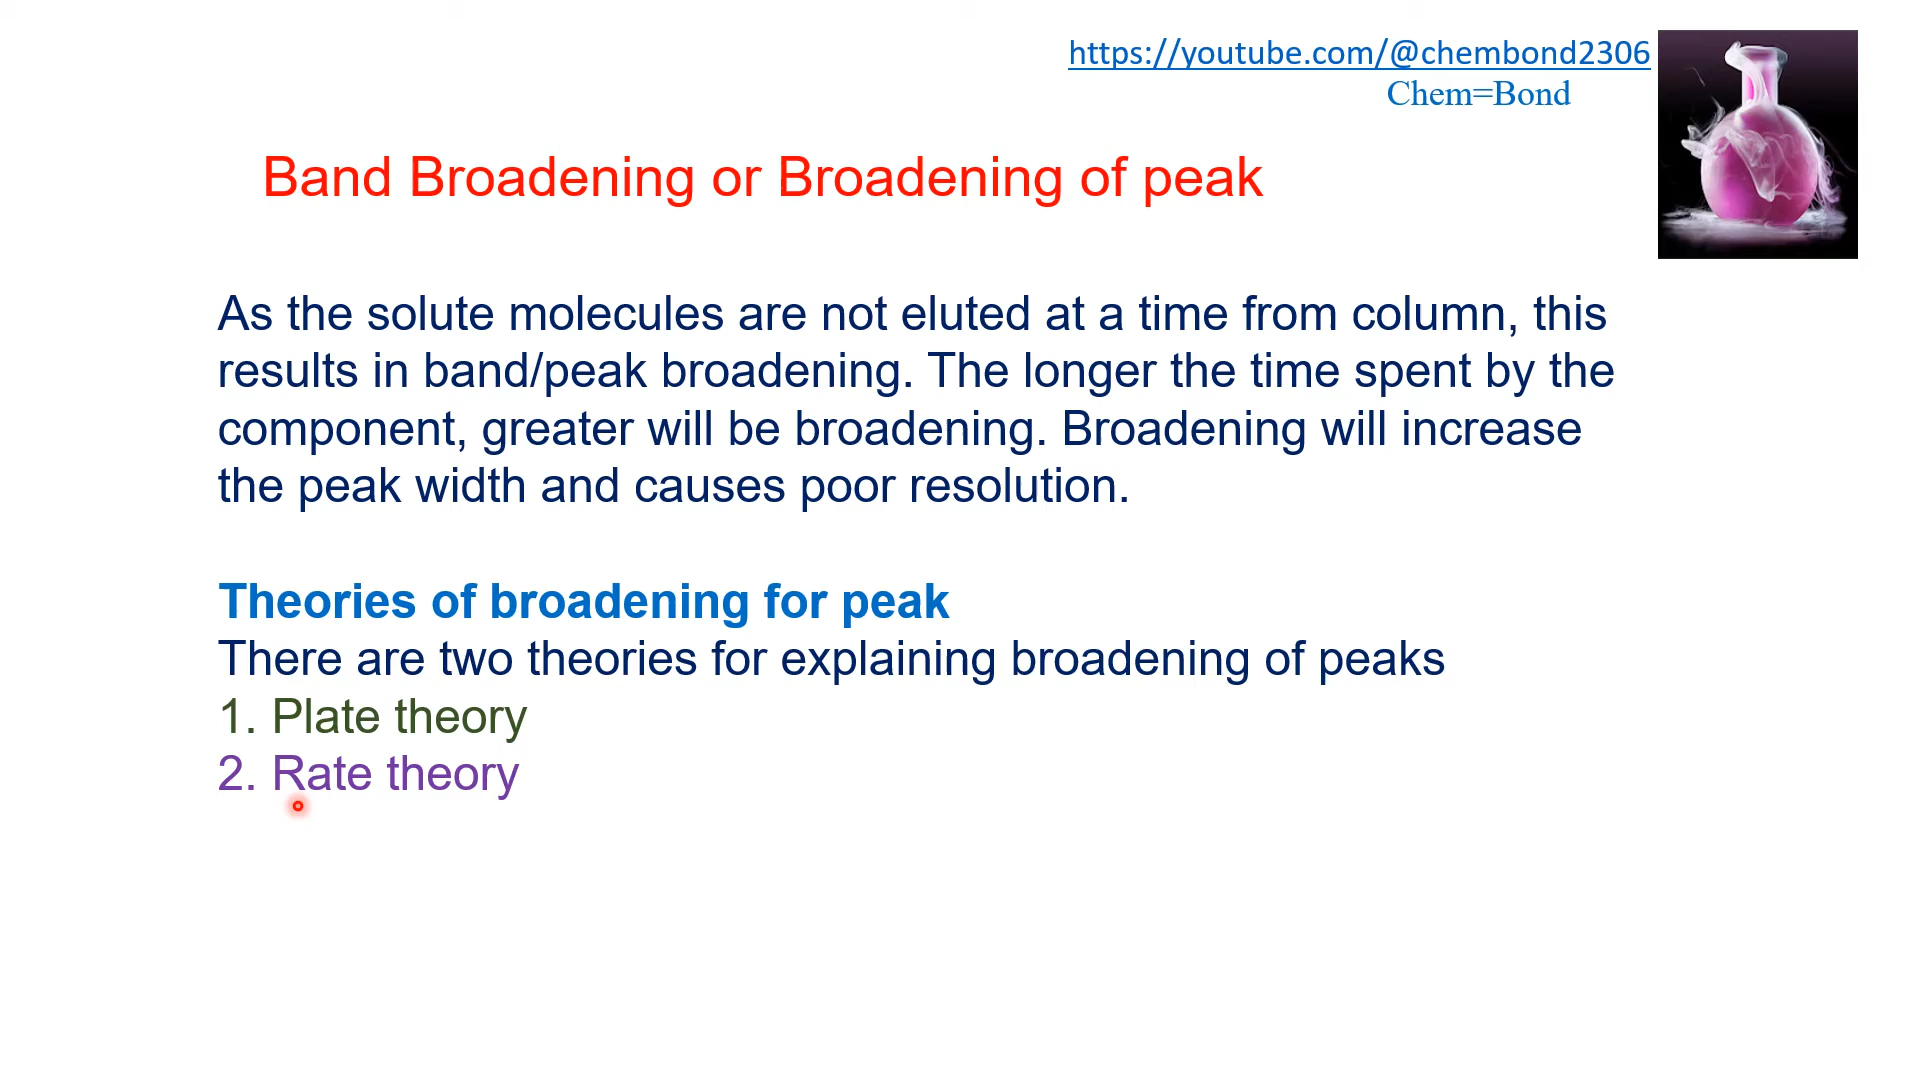 https://youtube.com/@chembond2306
Chem=Bond
Band Broadening or Broadening of peak
As the solute molecules are not eluted at a time from column, this
results in band/peak broadening. The longer the time spent by the
component, greater will be broadening. Broadening will increase
the peak width and causes poor resolution.
Theories of broadening for peak
There are two theories for explaining broadening of peaks
1. Plate theory
2. Rate theory